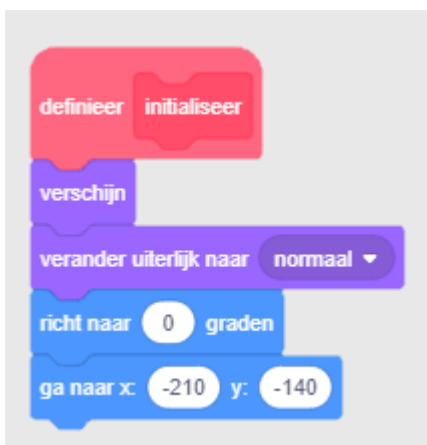 definieer initialiseer
verschijn
verander uiterlijk naar normaal
richt naar 0 graden
ga naar x: -210 y: -140